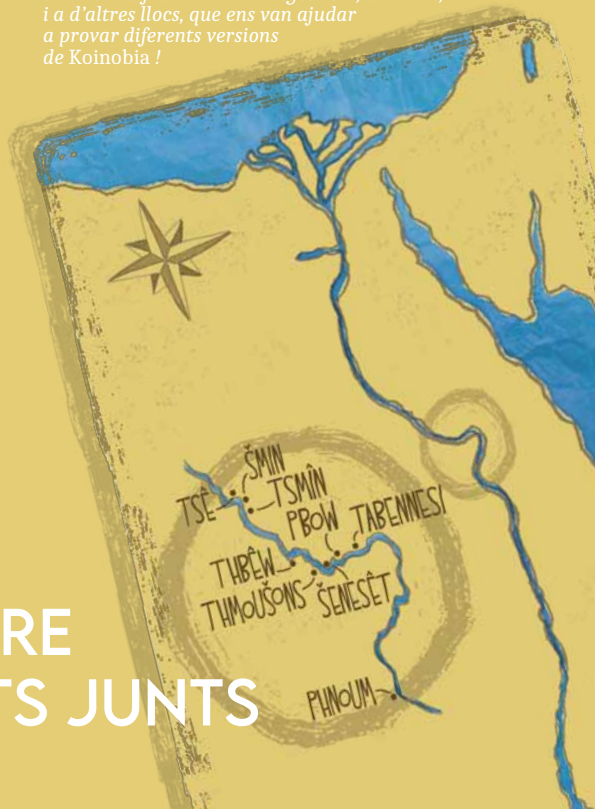 i a d'altres llocs, que ens van ajudar
a provar diferents versions
de Koinobia !
ŠMIN
TSMÎN
TSÊ
PBOW
TABENNESI
THBÊW
THMOUŠONS
ŠENESÊT
RE
TS JUNTS
PHNOUM